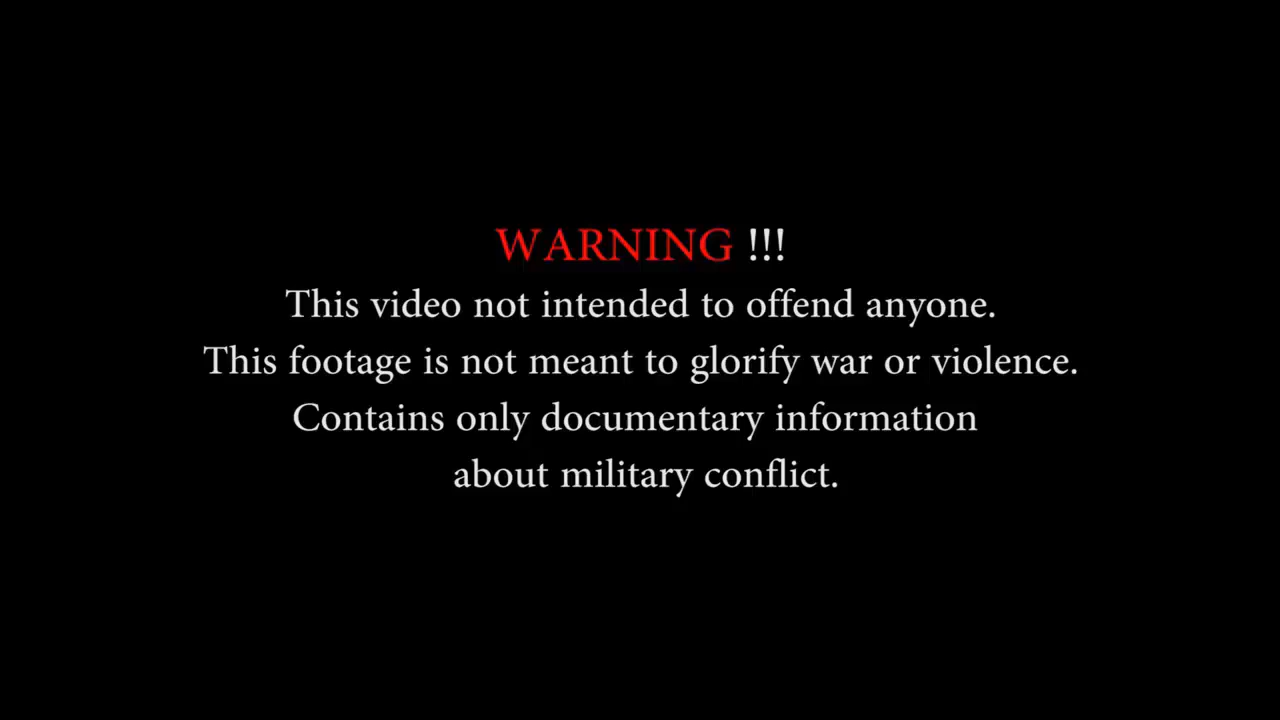 WARNING !!!
This video not intended to offend anyone.
This footage is not meant to glorify war or violence.
Contains only documentary information
about military conflict.